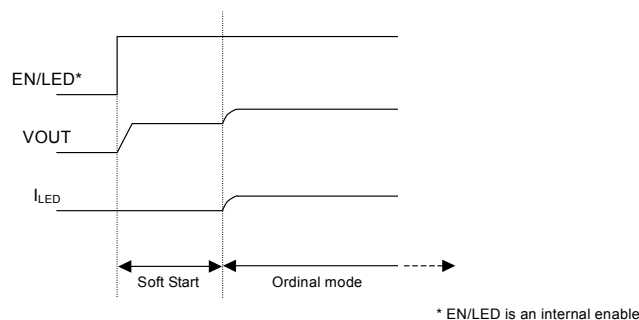 EN/LED*
VOUT
ILED
Soft Start
Ordinal mode
* EN/LED is an internal enable